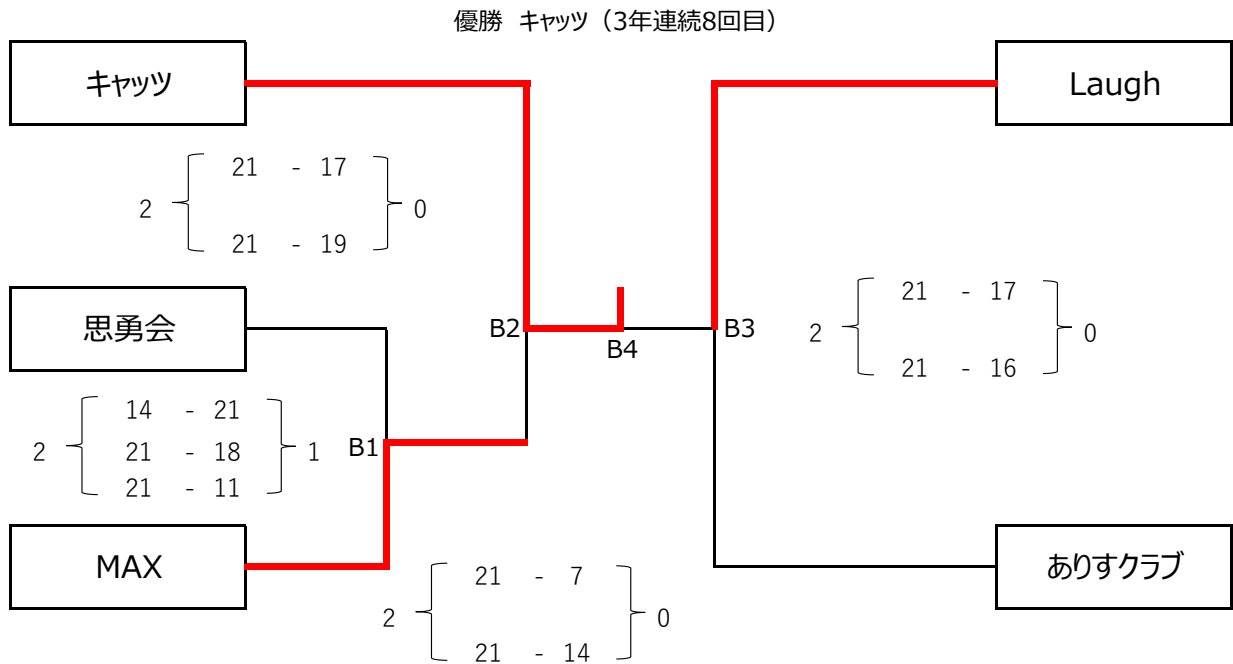 優勝 キャッツ（3年連続8回目）
キャッツ
Laugh
21 - 17
2 0
21 - 19
思勇会
B2
B4
B3
21 - 17
2 0
21 - 16
14 - 21
2 21 - 18 1
21 - 11
B1
MAX
ありすクラブ
21 - 7
2 0
21 - 14